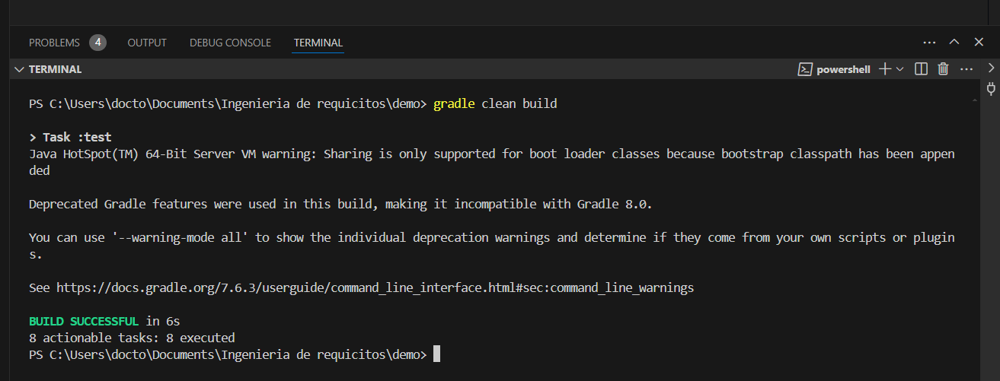 PROBLEMS 4 OUTPUT DEBUG CONSOLE TERMINAL
TERMINAL powershell
PS C:\Users\docto\Documents\Ingenieria de requicitos\demo> gradle clean build
> Task :test
Java HotSpot(TM) 64-Bit Server VM warning: Sharing is only supported for boot loader classes because bootstrap classpath has been appen
ded
Deprecated Gradle features were used in this build, making it incompatible with Gradle 8.0.
You can use '--warning-mode all' to show the individual deprecation warnings and determine if they come from your own scripts or plugin
s.
See https://docs.gradle.org/7.6.3/userguide/command_line_interface.html#sec:command_line_warnings
BUILD SUCCESSFUL in 6s
8 actionable tasks: 8 executed
PS C:\Users\docto\Documents\Ingenieria de requicitos\demo>